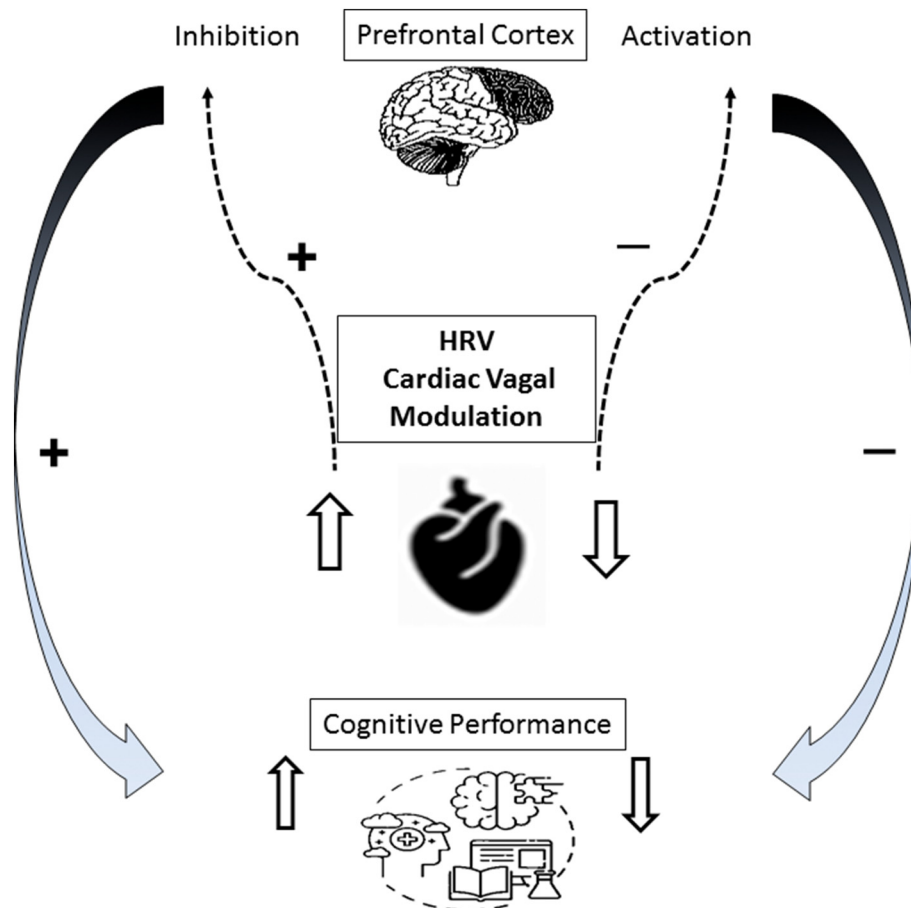 Inhibition
Prefrontal Cortex
Activation
+
−
HRV
Cardiac Vagal
Modulation
+
−
Cognitive Performance